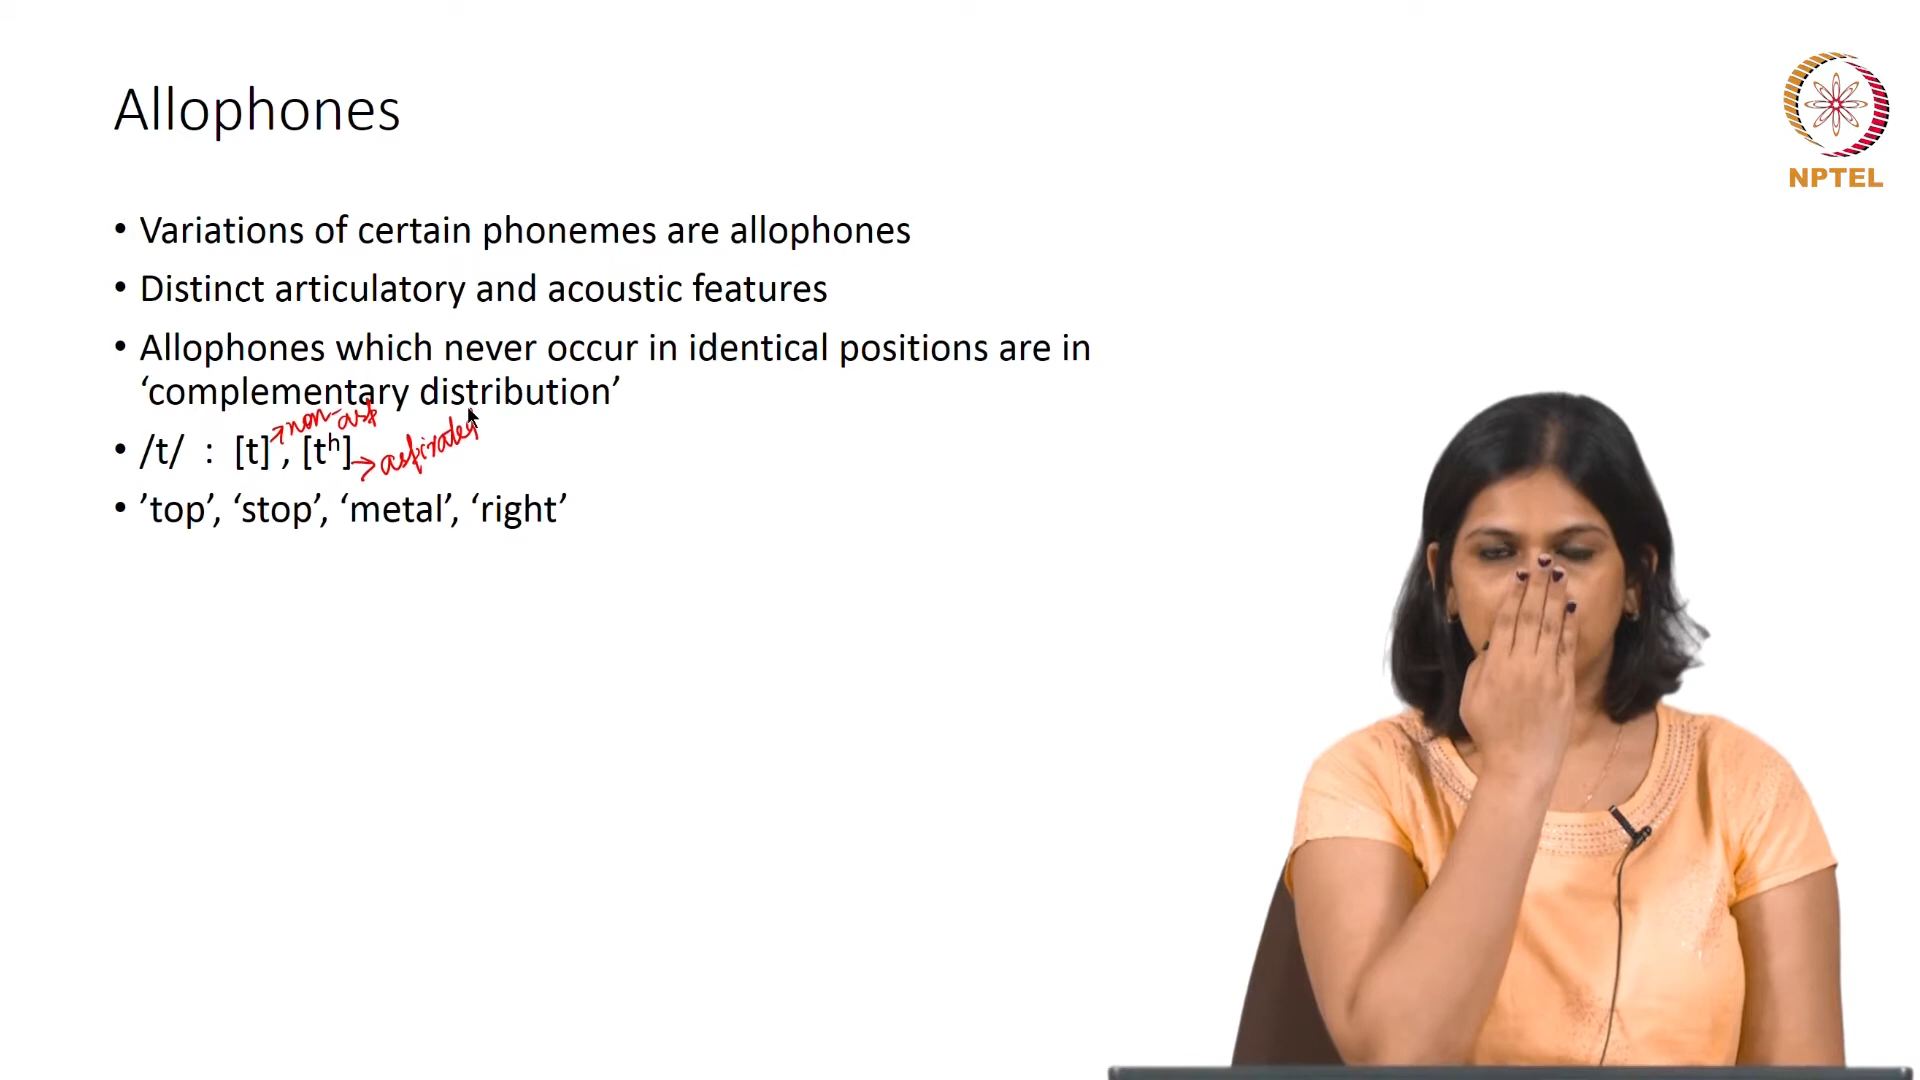 Allophones
NPTEL
• Variations of certain phonemes are allophones
• Distinct articulatory and acoustic features
• Allophones which never occur in identical positions are in
‘complementary distribution’
→non-asp
• /t/ : [t] , [tʰ] →aspirated
• ’top’, ‘stop’, ‘metal’, ‘right’